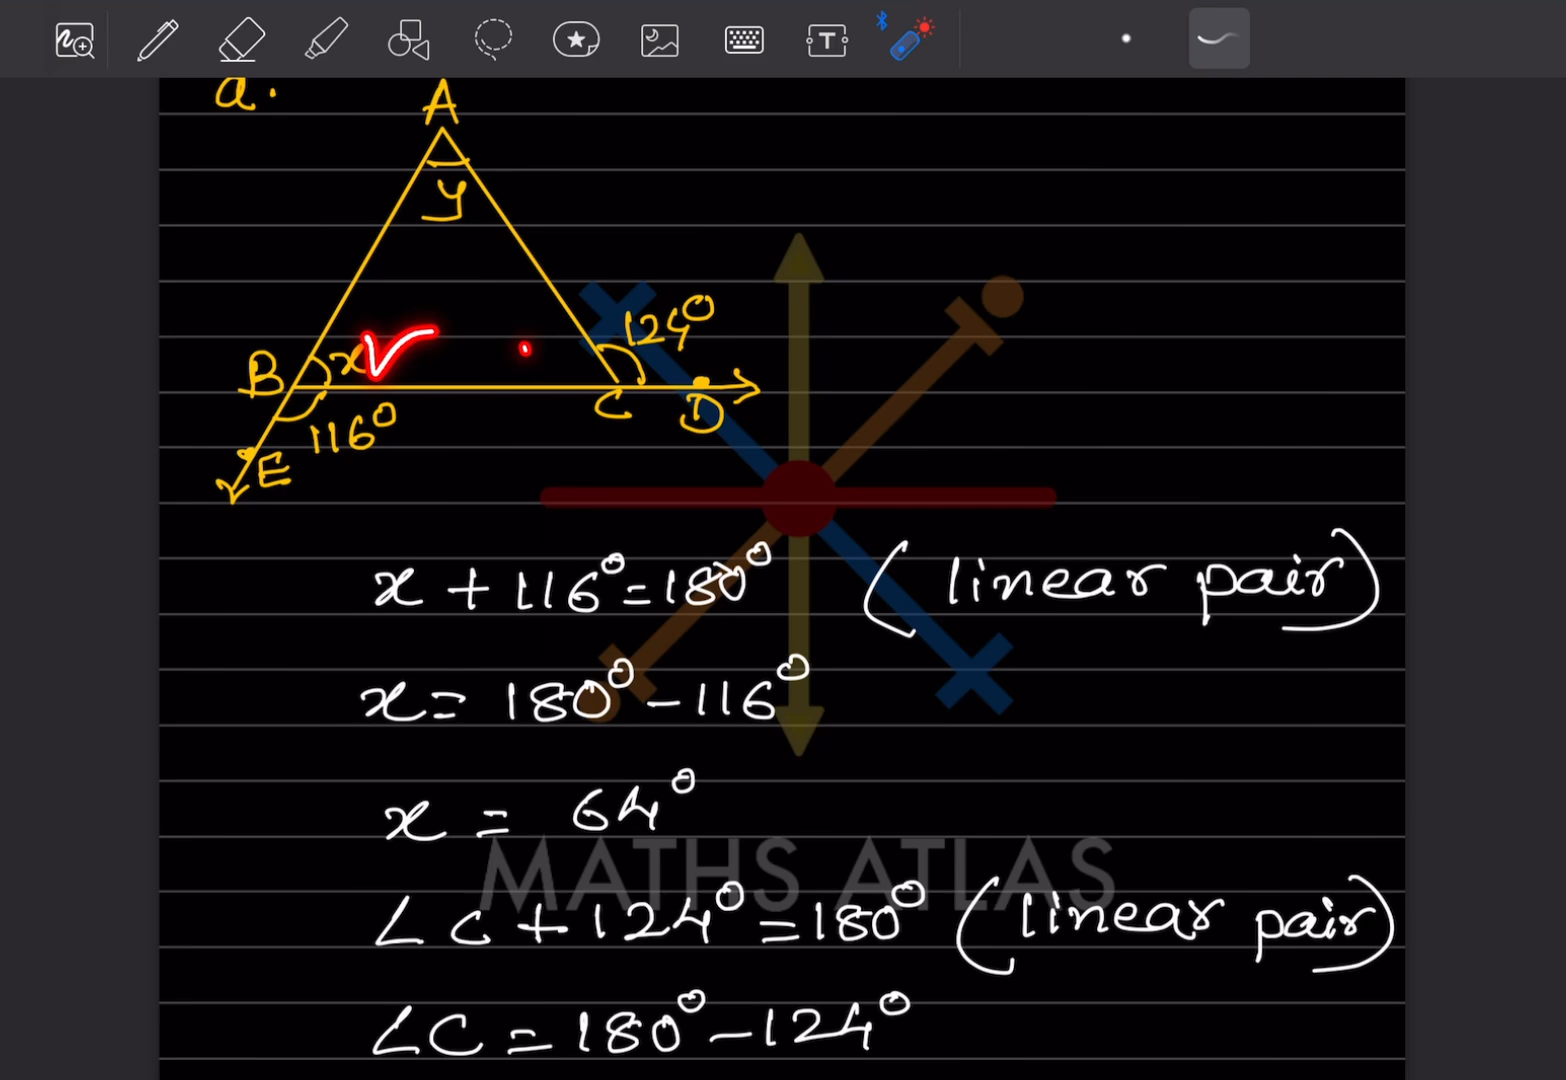 a.
A
y
124°
B x
C D
116°
E
x + 116° = 180° (linear pair)
x = 180° - 116°
x = 64°
MATHS ATLAS
∠C + 124° = 180° (linear pair)
∠C = 180° - 124°